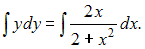 ∫ydy = ∫ 2x/(2 + x²) dx.